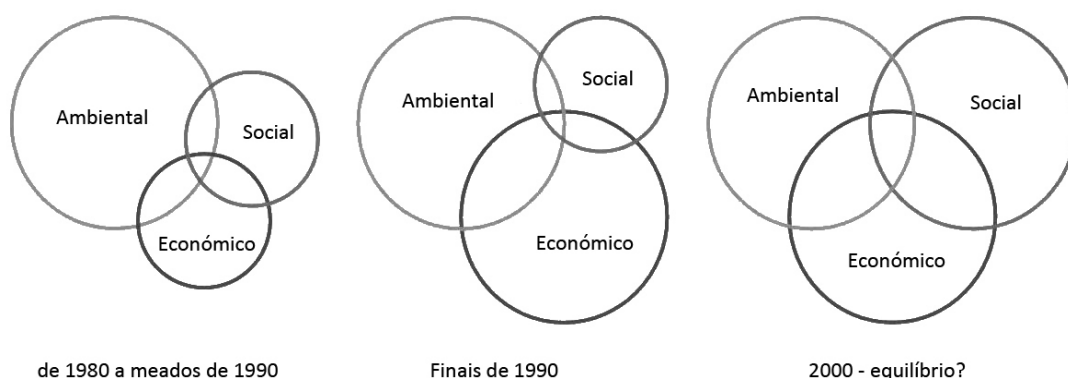 Ambiental
Social
Económico
de 1980 a meados de 1990
Ambiental
Social
Económico
Finais de 1990
Ambiental
Social
Económico
2000 - equilíbrio?